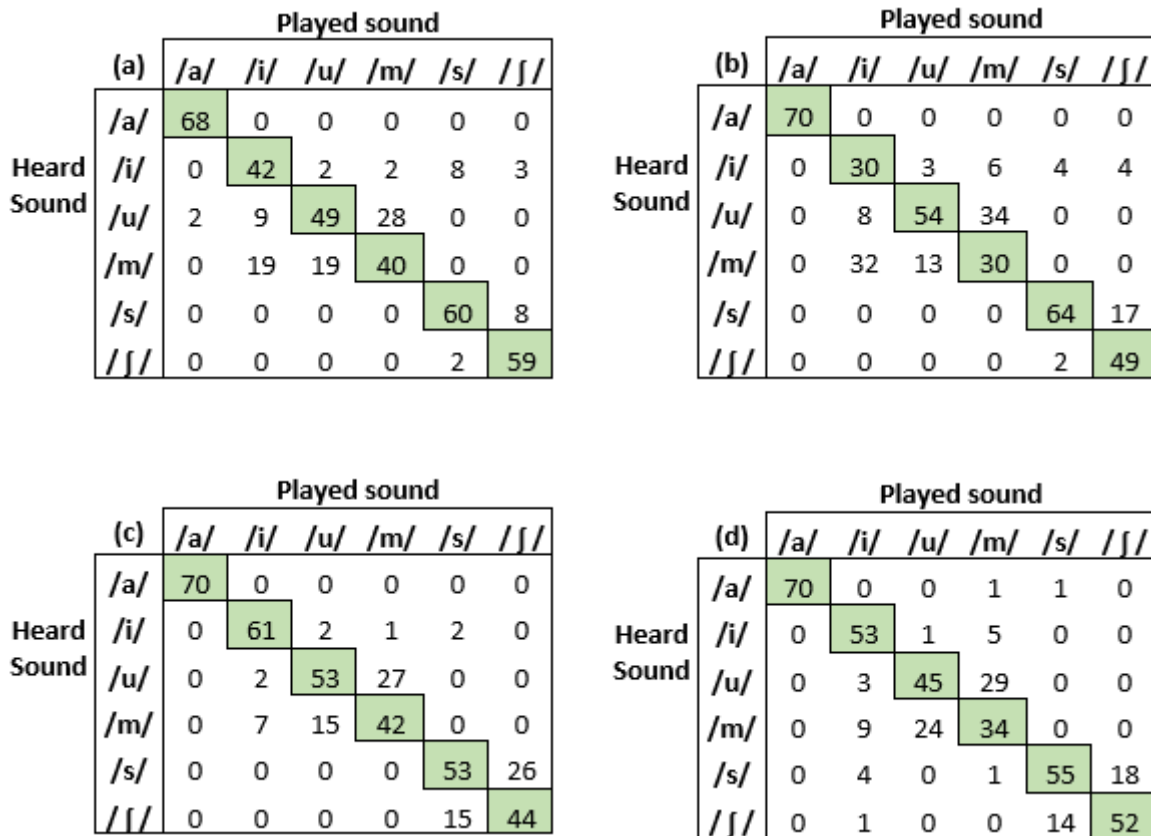 Played sound
(a) /a/ /i/ /u/ /m/ /s/ /ʃ/
/a/ 68 0 0 0 0 0
Heard Sound
/i/ 0 42 2 2 8 3
/u/ 2 9 49 28 0 0
/m/ 0 19 19 40 0 0
/s/ 0 0 0 0 60 8
/ʃ/ 0 0 0 0 2 59
Played sound
(b) /a/ /i/ /u/ /m/ /s/ /ʃ/
/a/ 70 0 0 0 0 0
Heard Sound
/i/ 0 30 3 6 4 4
/u/ 0 8 54 34 0 0
/m/ 0 32 13 30 0 0
/s/ 0 0 0 0 64 17
/ʃ/ 0 0 0 0 2 49
Played sound
(c) /a/ /i/ /u/ /m/ /s/ /ʃ/
/a/ 70 0 0 0 0 0
Heard Sound
/i/ 0 61 2 1 2 0
/u/ 0 2 53 27 0 0
/m/ 0 7 15 42 0 0
/s/ 0 0 0 0 53 26
/ʃ/ 0 0 0 0 15 44
Played sound
(d) /a/ /i/ /u/ /m/ /s/ /ʃ/
/a/ 70 0 0 1 1 0
Heard Sound
/i/ 0 53 1 5 0 0
/u/ 0 3 45 29 0 0
/m/ 0 9 24 34 0 0
/s/ 0 4 0 1 55 18
/ʃ/ 0 1 0 0 14 52